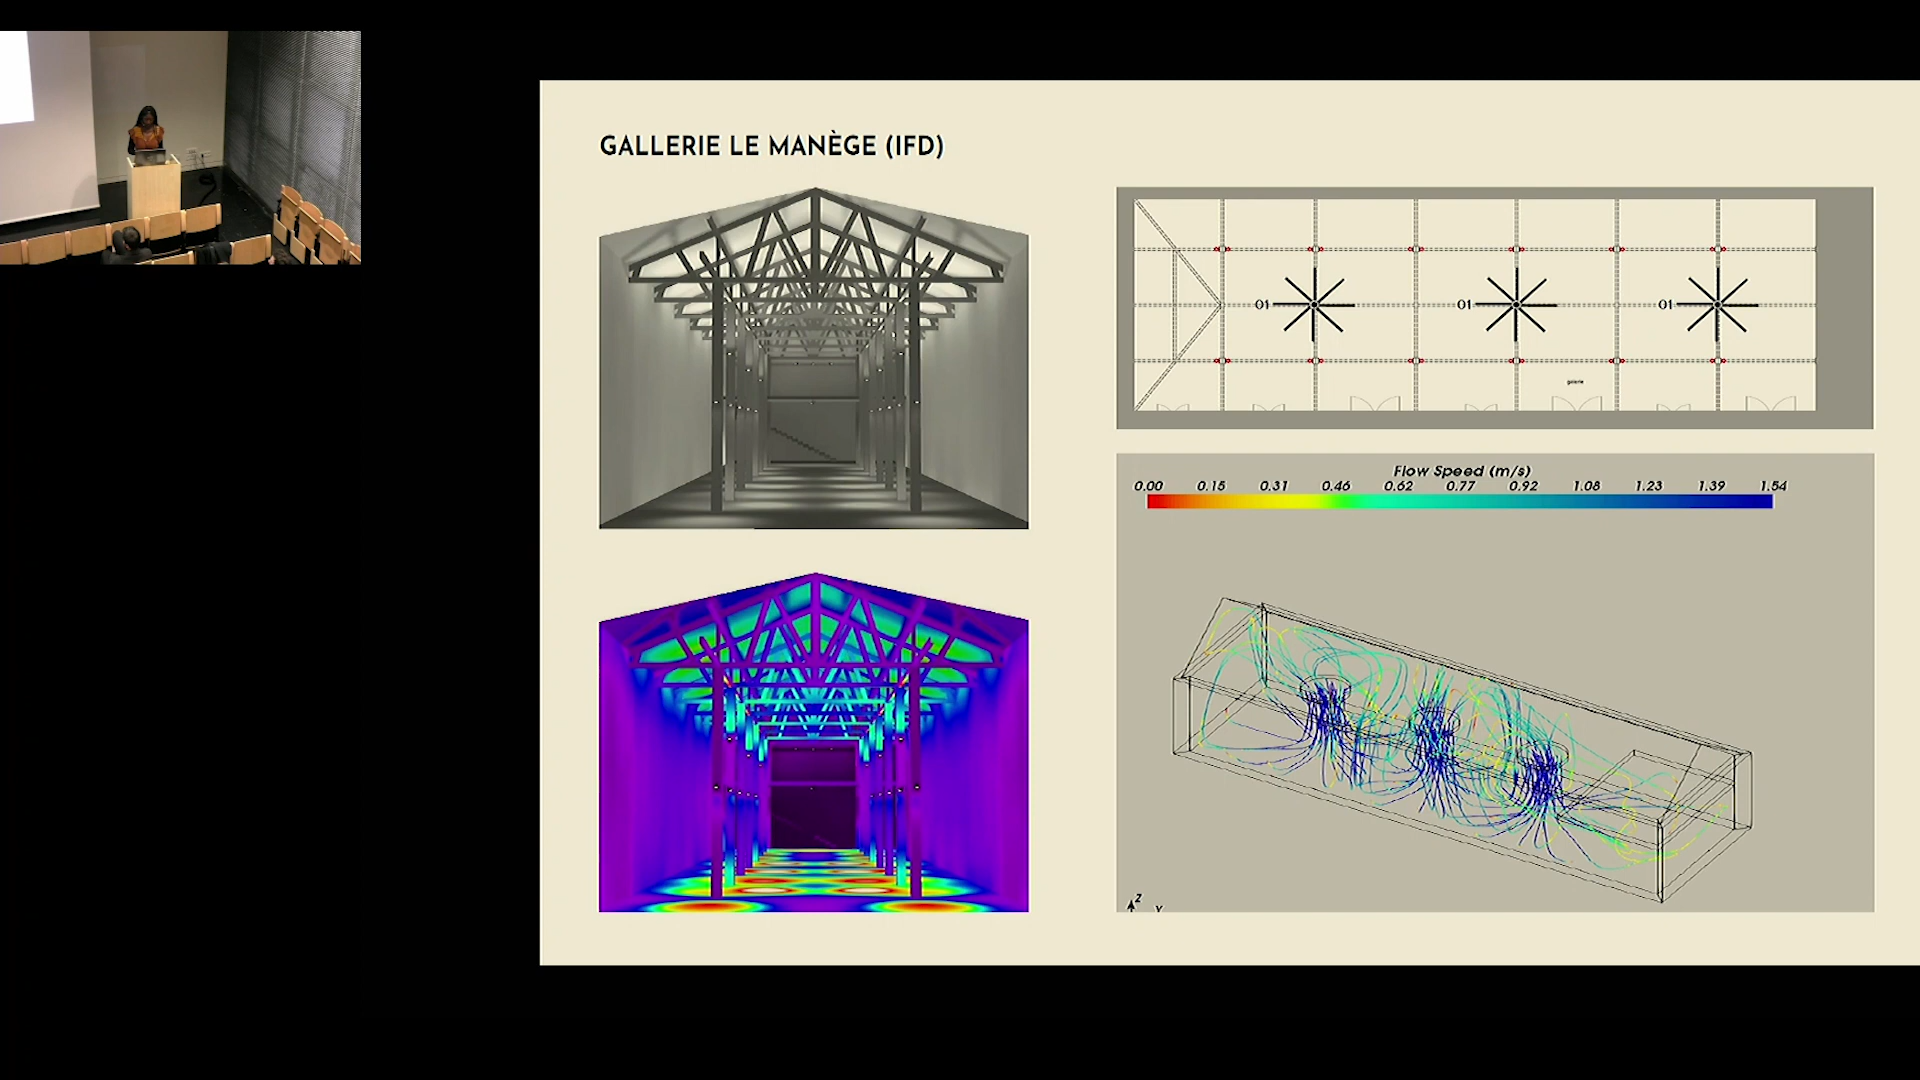 GALLERIE LE MANÈGE (IFD)
01 01 01
galerie
Flow Speed (m/s)
0.00 0.15 0.31 0.46 0.62 0.77 0.92 1.08 1.23 1.39 1.54
Z
Y